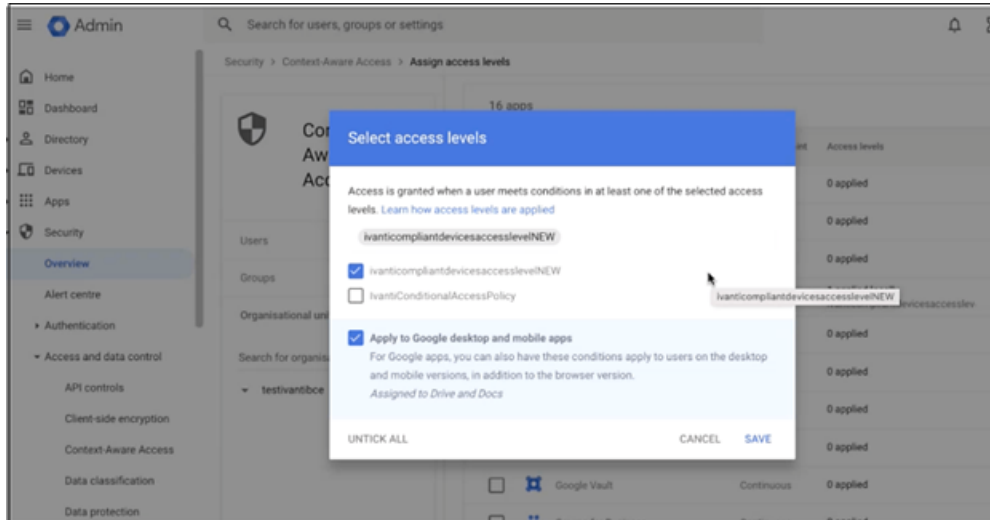 Admin
Search for users, groups or settings
Security > Context-Aware Access > Assign access levels
Home
Dashboard
Directory
Devices
Apps
Security
Overview
Alert centre
Authentication
Access and data control
API controls
Client-side encryption
Context-Aware Access
Data classification
Data protection
Users
Groups
Organisational
Search for
testivantibce
16 apps
Access levels
0 applied
0 applied
0 applied
0 applied
0 applied
0 applied
0 applied
Google Vault Continuous 0 applied
Select access levels
Access is granted when a user meets conditions in at least one of the selected access
levels. Learn how access levels are applied
ivanticompliantdevicesaccesslevelNEW
ivanticompliantdevicesaccesslevelNEW
IvantiConditionalAccessPolicy
ivanticompliantdevicesaccesslevelNEW
Apply to Google desktop and mobile apps
For Google apps, you can also have these conditions apply to users on the desktop
and mobile versions, in addition to the browser version.
Assigned to Drive and Docs
UNTICK ALL CANCEL SAVE